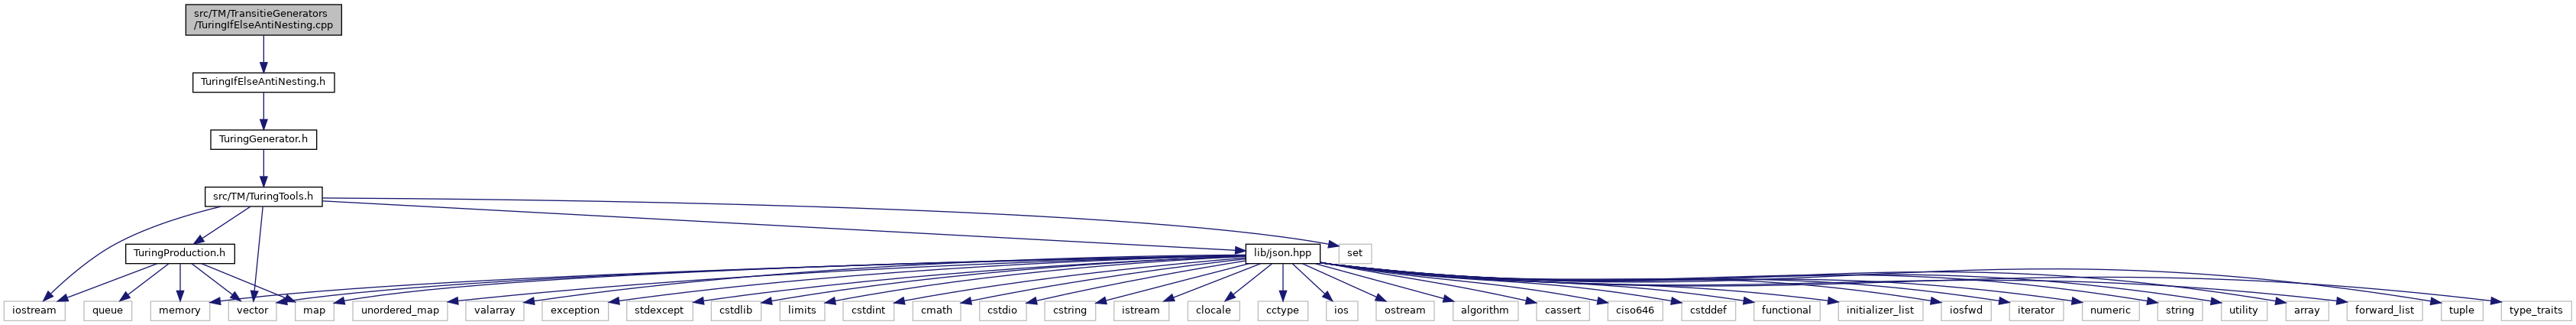 src/TM/TransitieGenerators
/TuringIfElseAntiNesting.cpp
TuringIfElseAntiNesting.h
TuringGenerator.h
src/TM/TuringTools.h
TuringProduction.h
lib/json.hpp
set
iostream
queue
memory
vector
map
unordered_map
valarray
exception
stdexcept
cstdlib
limits
cstdint
cmath
cstdio
cstring
istream
clocale
cctype
ios
ostream
algorithm
cassert
ciso646
cstddef
functional
initializer_list
iosfwd
iterator
numeric
string
utility
array
forward_list
tuple
type_traits